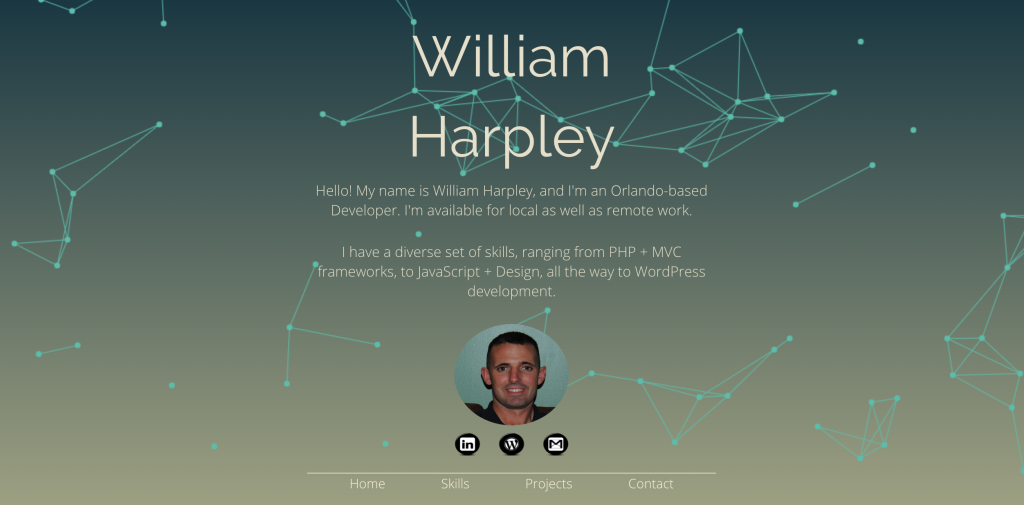 William
Harpley
Hello! My name is William Harpley, and I'm an Orlando-based
Developer. I'm available for local as well as remote work.
I have a diverse set of skills, ranging from PHP + MVC
frameworks, to JavaScript + Design, all the way to WordPress
development.
in
W
M
Home Skills Projects Contact